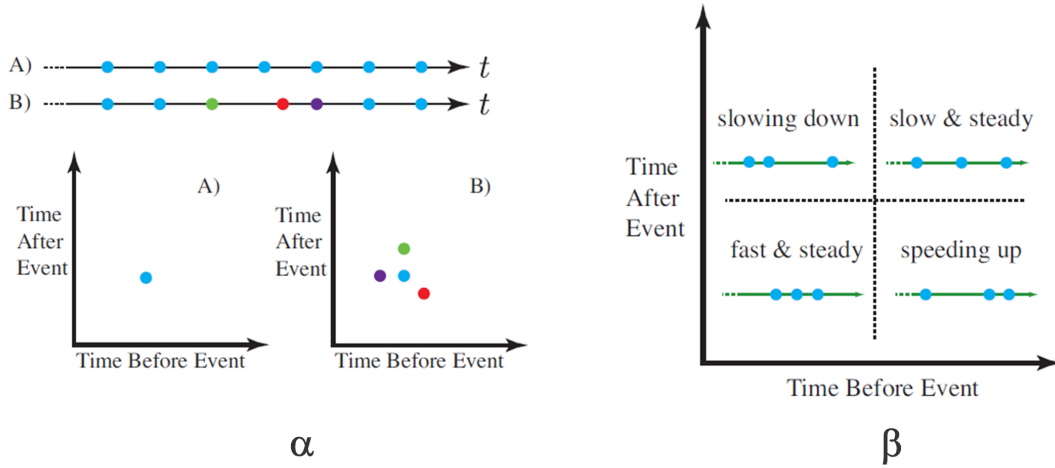 A) t
B) t
A)
Time
After
Event
Time Before Event
B)
Time
After
Event
Time Before Event
α
slowing down
slow & steady
Time
After
Event
fast & steady
speeding up
Time Before Event
β